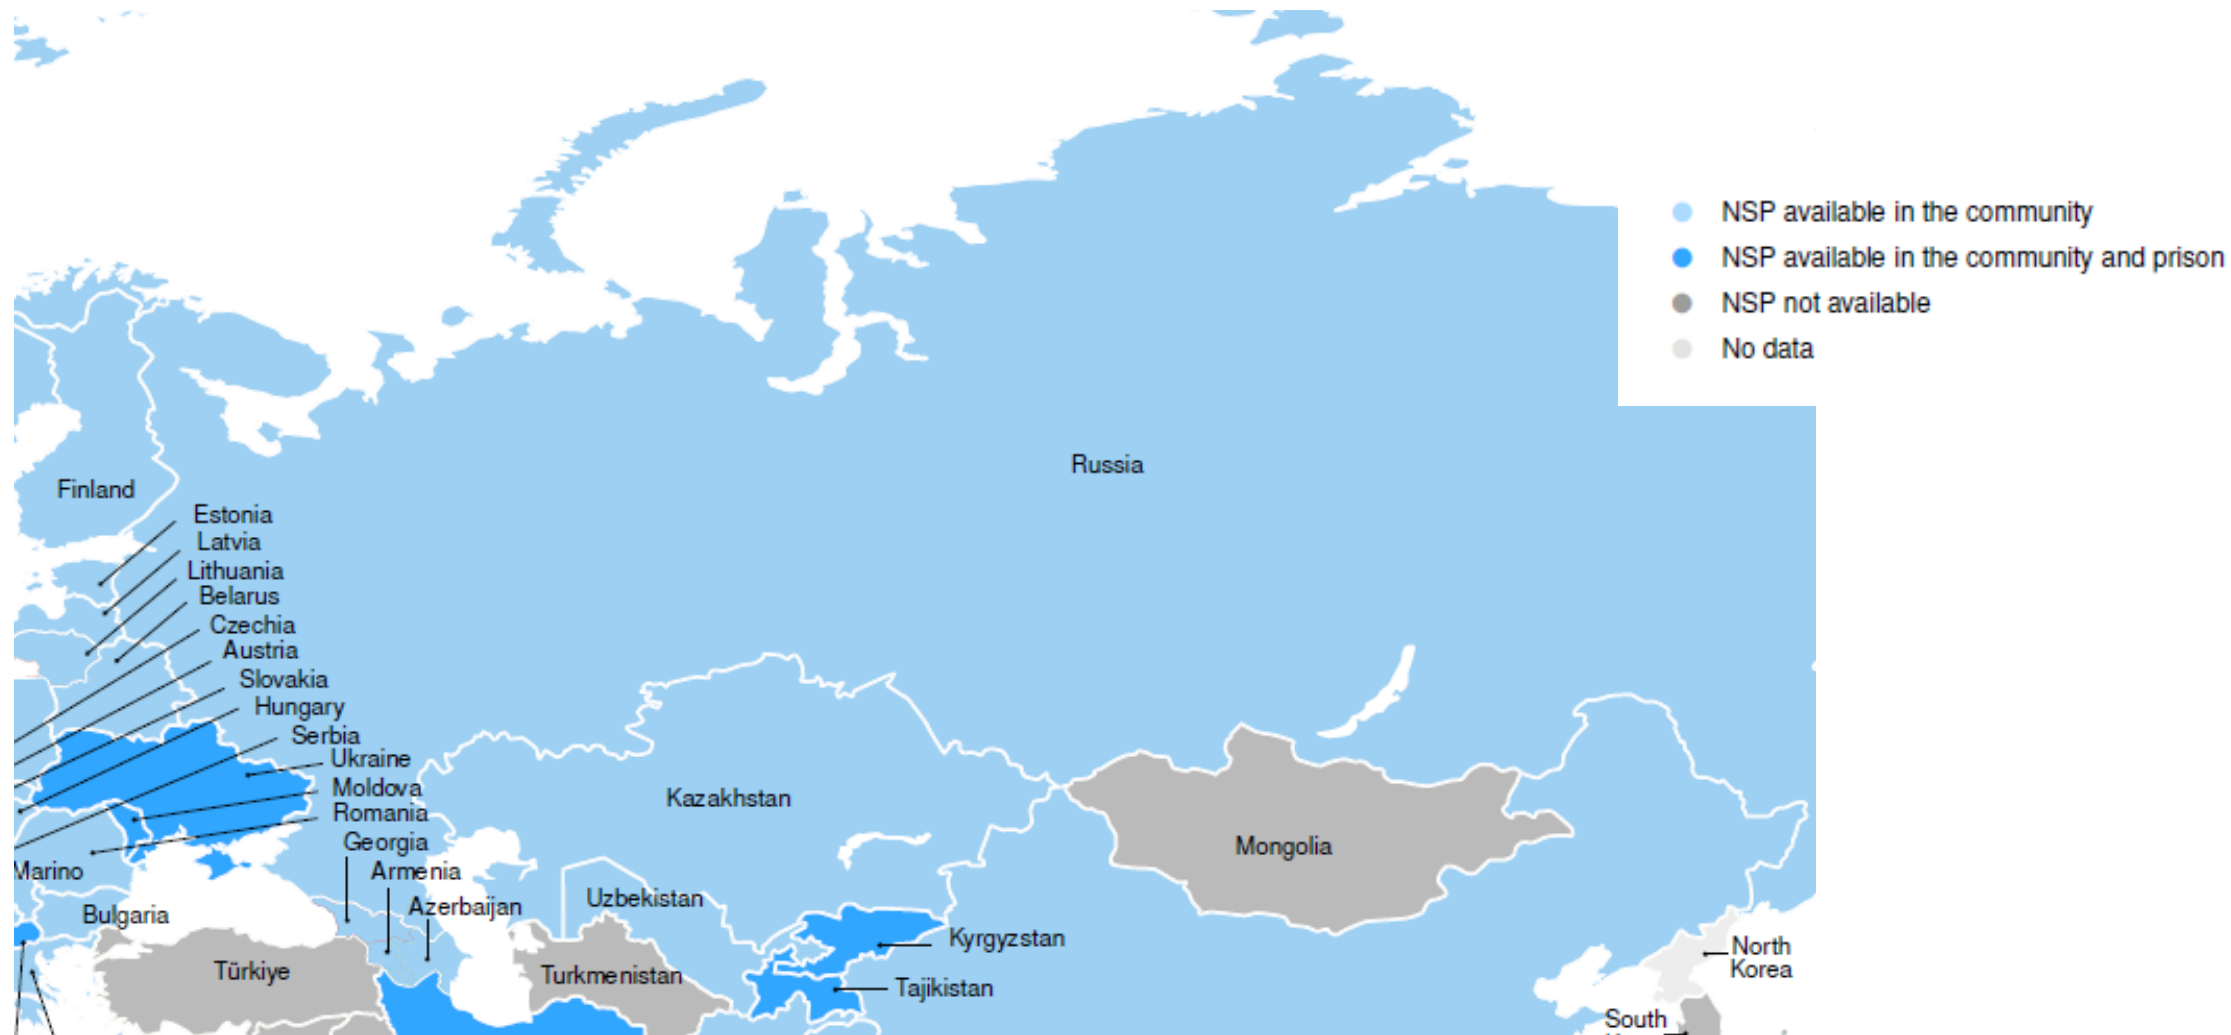 NSP available in the community
NSP available in the community and prison
NSP not available
No data
Russia
Finland
Estonia
Latvia
Lithuania
Belarus
Czechia
Austria
Slovakia
Hungary
Serbia
Ukraine
Moldova
Romania
Georgia
Armenia
Azerbaijan
Marino
Bulgaria
Türkiye
Kazakhstan
Uzbekistan
Turkmenistan
Kyrgyzstan
Tajikistan
Mongolia
North
Korea
South